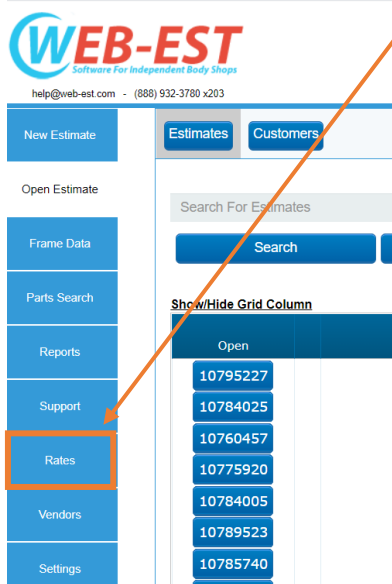 WEB-EST
Software For Independent Body Shops
help@web-est.com - (888) 932-3780 x203
New Estimate
Estimates Customers
Open Estimate
Search For Estimates
Frame Data
Search
Parts Search
Show/Hide Grid Column
Reports
Open
10795227
Support
10784025
10760457
Rates
10775920
10784005
Vendors
10789523
Settings
10785740